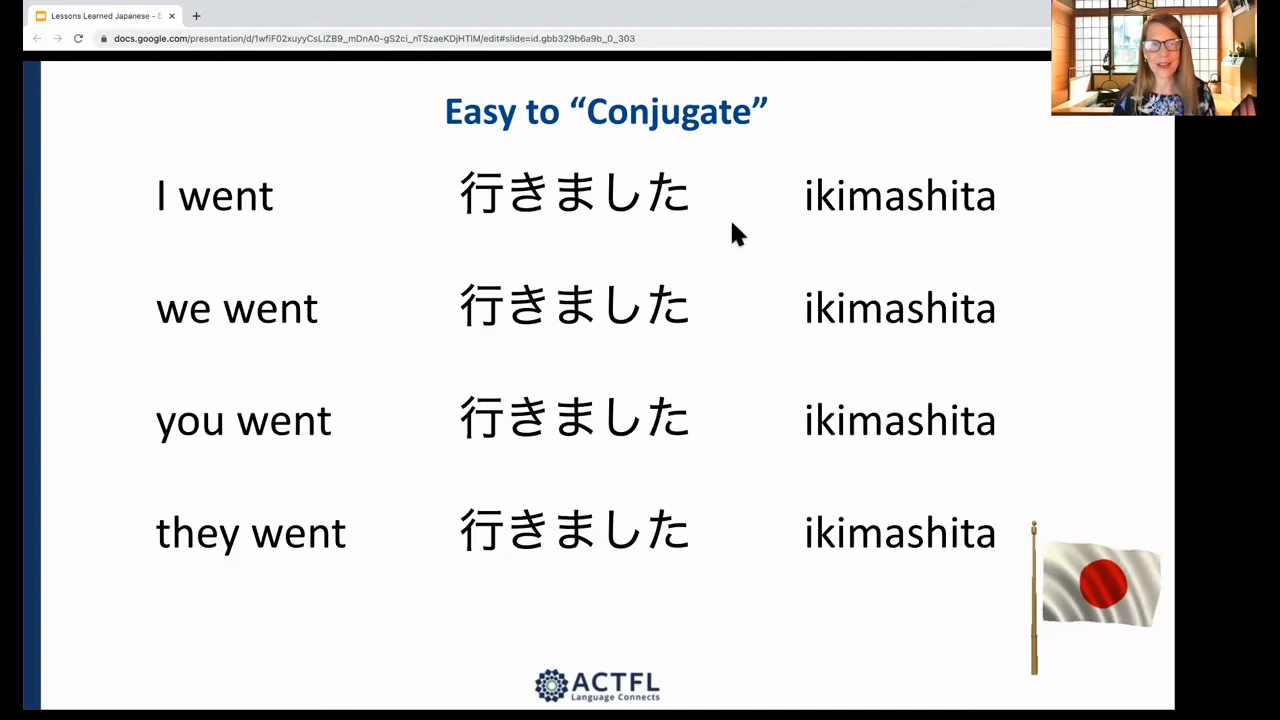 Lessons Learned Japanese - E
docs.google.com/presentation/d/1wfiF02xuyyCsLIZB9_mDnA0-gS2ci_nTSzaeKDjHTlM/edit#slide=id.gbb329b6a9b_0_303
Easy to “Conjugate”
I went 行きました ikimashita
we went 行きました ikimashita
you went 行きました ikimashita
they went 行きました ikimashita
ACTFL
Language Connects